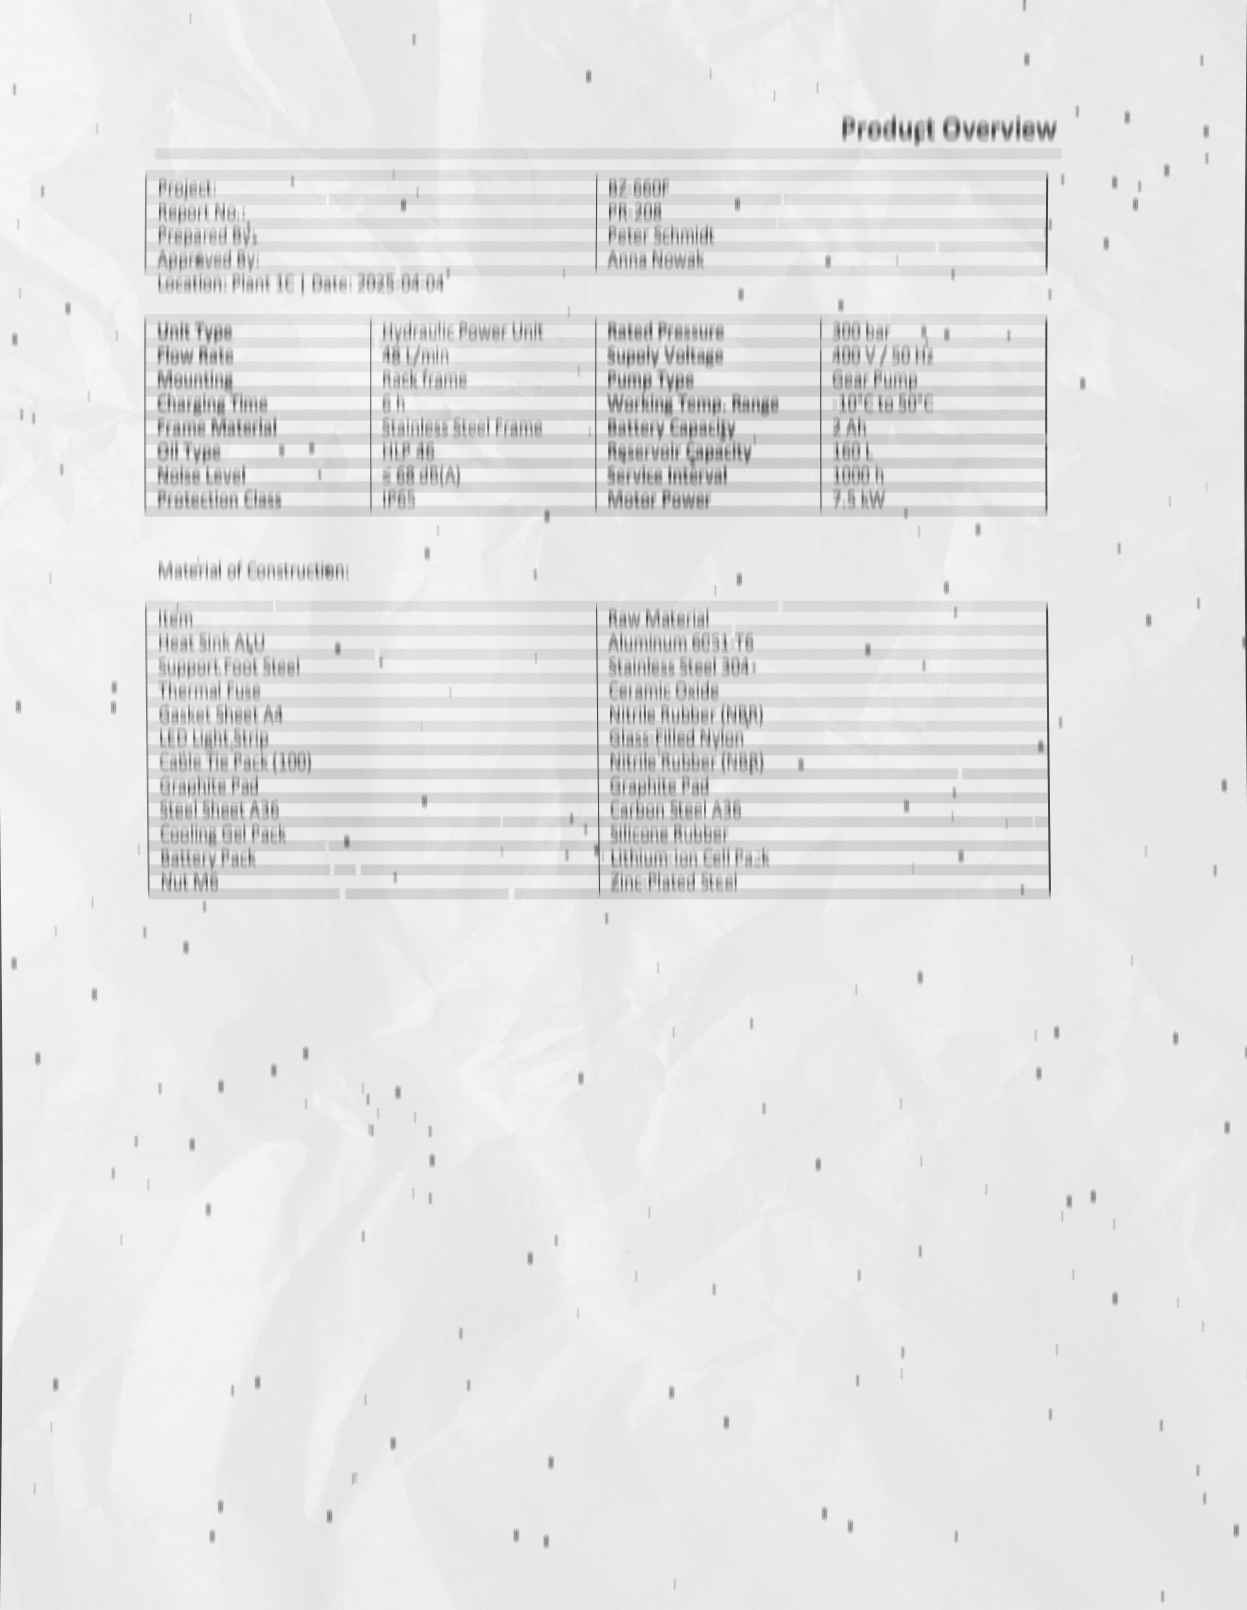 Product Overview
Project: BZ-660F
Report No.: PR-208
Prepared By: Peter Schmidt
Approved By: Anna Nowak
Location: Plant 1C | Date: 2025-04-04
Unit Type Hydraulic Power Unit Rated Pressure 300 bar
Flow Rate 48 L/min Supply Voltage 400 V / 50 Hz
Mounting Rack frame Pump Type Gear Pump
Charging Time 6 h Working Temp. Range -10°C to 50°C
Frame Material Stainless Steel Frame Battery Capacity 2 Ah
Oil Type HLP 46 Reservoir Capacity 160 L
Noise Level ≤ 68 dB(A) Service Interval 1000 h
Protection Class IP65 Motor Power 7.5 kW
Material of Construction:
Item Raw Material
Heat Sink ALU Aluminum 6051-T6
Support Foot Steel Stainless Steel 304
Thermal Fuse Ceramic Oxide
Gasket Sheet A4 Nitrile Rubber (NBR)
LED Light Strip Glass-Filled Nylon
Cable Tie Pack (100) Nitrile Rubber (NBR)
Graphite Pad Graphite Pad
Steel Sheet A36 Carbon Steel A36
Cooling Gel Pack Silicone Rubber
Battery Pack Lithium-Ion Cell Pack
Nut M6 Zinc-Plated Steel